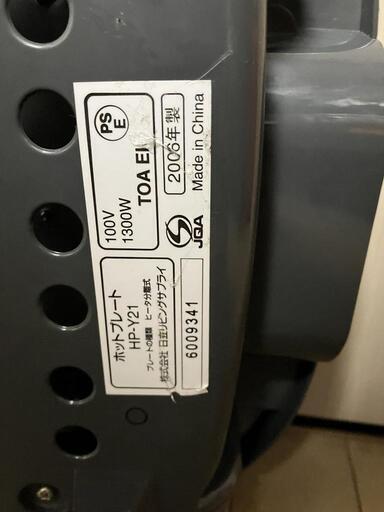 ホットプレート
HP-Y21
プレートの種類 ヒータ分離式
株式会社 日直リビングサプライ
6009341
100V
1300W
PS
E
TOA EI
JQA
2006年製
Made in China